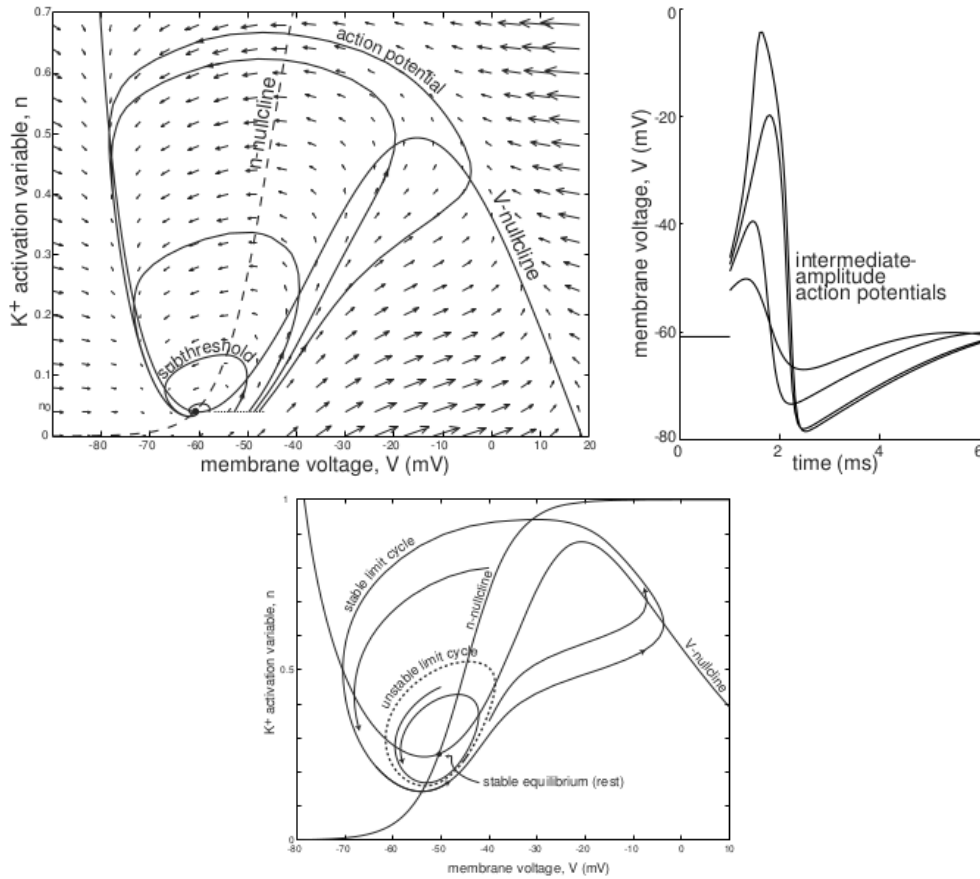 0.7
0.6
0.5
0.4
0.3
0.2
0.1
n₀
0
K⁺ activation variable, n
action potential
n-nullcline
V-nullcline
subthreshold
-90 -80 -70 -60 -50 -40 -30 -20 -10 0 10 20
membrane voltage, V (mV)
0
-20
-40
-60
-80
membrane voltage, V (mV)
intermediate-
amplitude
action potentials
0 2 4 6
time (ms)
1
0.5
0
K⁺ activation variable, n
stable limit cycle
n-nullcline
unstable limit cycle
V-nullcline
stable equilibrium (rest)
-80 -70 -60 -50 -40 -30 -20 -10 0 10
membrane voltage, V (mV)